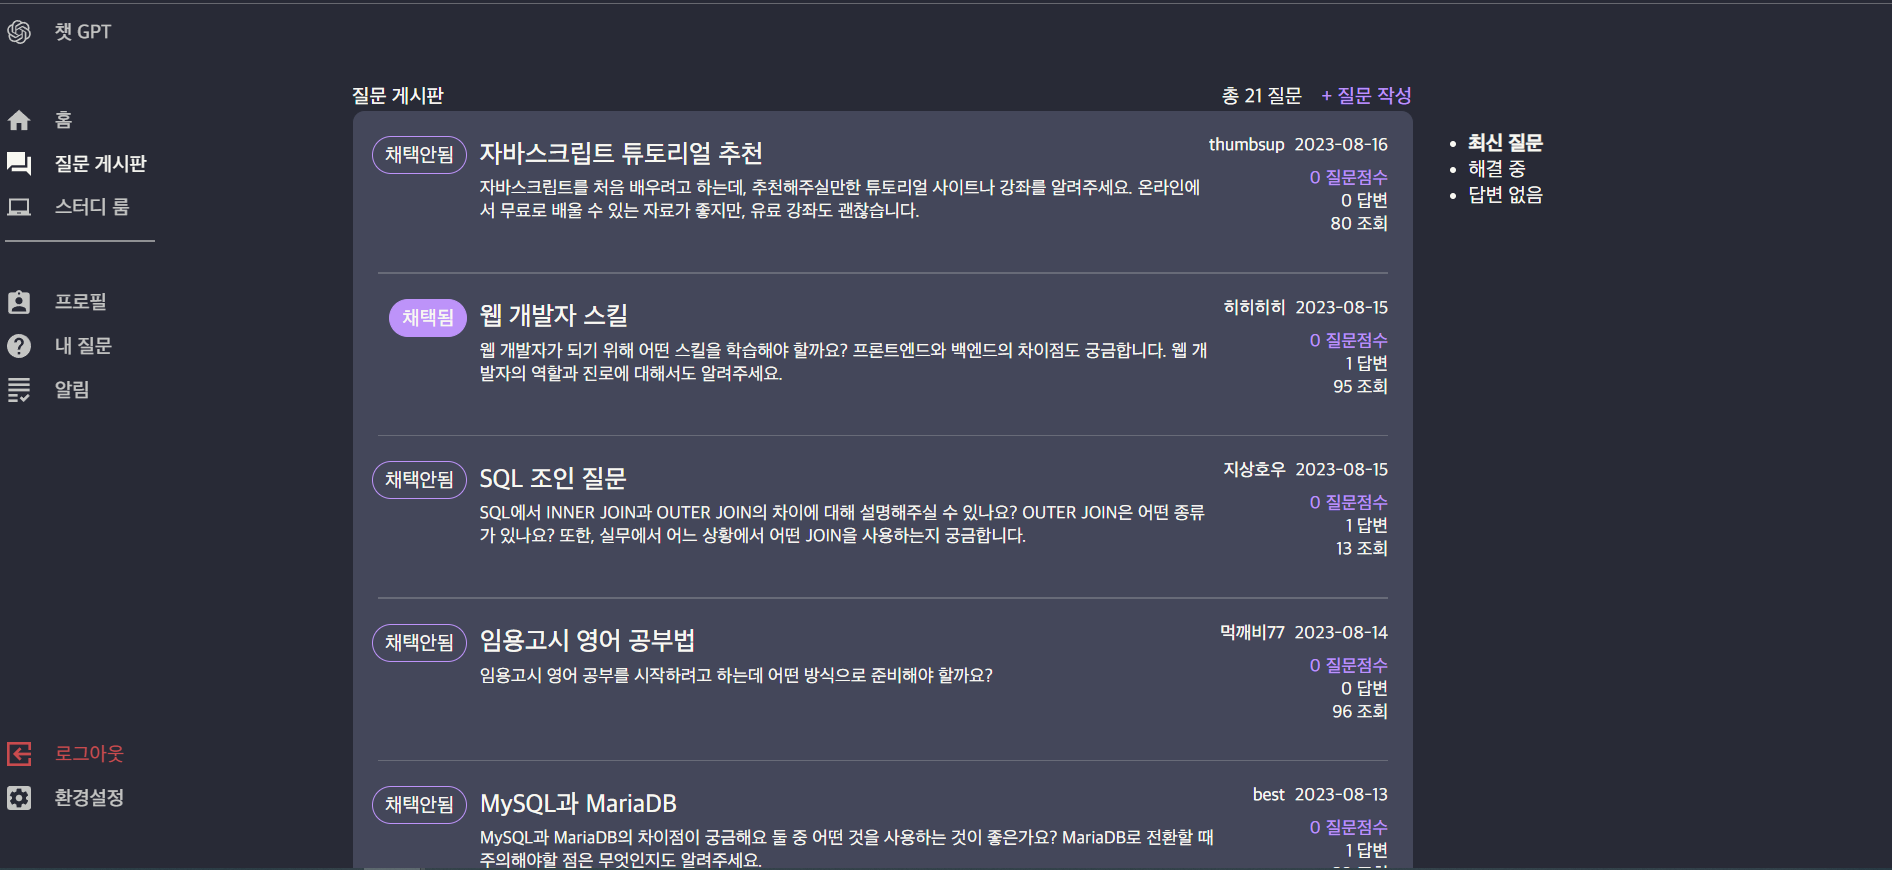 챗 GPT
홈
질문 게시판
스터디 룸
프로필
내 질문
알림
로그아웃
환경설정
질문 게시판
총 21 질문 + 질문 작성
채택안됨
자바스크립트 튜토리얼 추천
자바스크립트를 처음 배우려고 하는데, 추천해주실만한 튜토리얼 사이트나 강좌를 알려주세요. 온라인에
서 무료로 배울 수 있는 자료가 좋지만, 유료 강좌도 괜찮습니다.
thumbsup 2023-08-16
0 질문점수
0 답변
80 조회
채택됨
웹 개발자 스킬
웹 개발자가 되기 위해 어떤 스킬을 학습해야 할까요? 프론트엔드와 백엔드의 차이점도 궁금합니다. 웹 개
발자의 역할과 진로에 대해서도 알려주세요.
히히히히 2023-08-15
0 질문점수
1 답변
95 조회
채택안됨
SQL 조인 질문
SQL에서 INNER JOIN과 OUTER JOIN의 차이에 대해 설명해주실 수 있나요? OUTER JOIN은 어떤 종류
가 있나요? 또한, 실무에서 어느 상황에서 어떤 JOIN을 사용하는지 궁금합니다.
지상호우 2023-08-15
0 질문점수
1 답변
13 조회
채택안됨
임용고시 영어 공부법
임용고시 영어 공부를 시작하려고 하는데 어떤 방식으로 준비해야 할까요?
먹깨비77 2023-08-14
0 질문점수
0 답변
96 조회
채택안됨
MySQL과 MariaDB
MySQL과 MariaDB의 차이점이 궁금해요 둘 중 어떤 것을 사용하는 것이 좋은가요? MariaDB로 전환할 때
주의해야할 점은 무엇인지도 알려주세요.
best 2023-08-13
0 질문점수
1 답변
최신 질문
해결 중
답변 없음